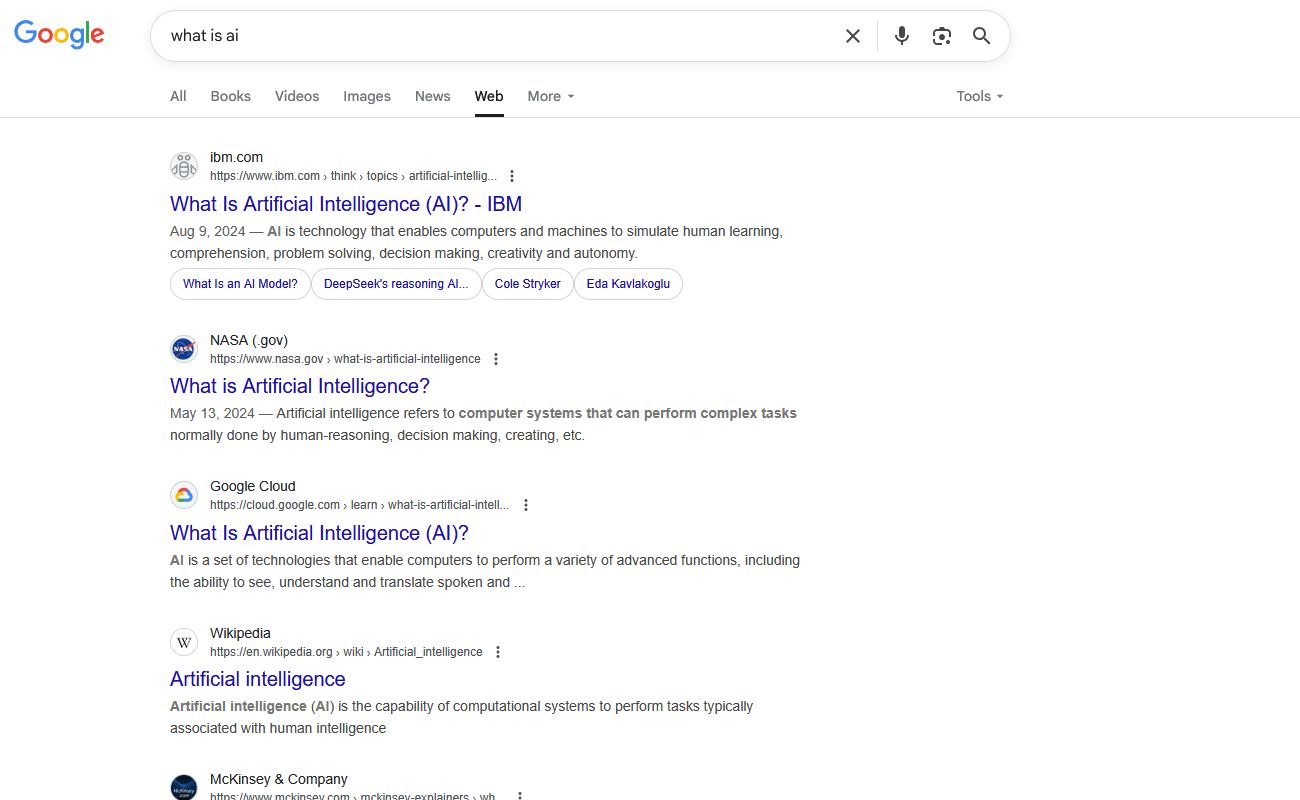 Google
what is ai
All Books Videos Images News Web More Tools
ibm.com
https://www.ibm.com › think › topics › artificial-intellig...
What Is Artificial Intelligence (AI)? - IBM
Aug 9, 2024 — AI is technology that enables computers and machines to simulate human learning,
comprehension, problem solving, decision making, creativity and autonomy.
What Is an AI Model? DeepSeek's reasoning AI... Cole Stryker Eda Kavlakoglu
NASA
NASA (.gov)
https://www.nasa.gov › what-is-artificial-intelligence
What is Artificial Intelligence?
May 13, 2024 — Artificial intelligence refers to computer systems that can perform complex tasks
normally done by human-reasoning, decision making, creating, etc.
Google Cloud
https://cloud.google.com › learn › what-is-artificial-intell...
What Is Artificial Intelligence (AI)?
AI is a set of technologies that enable computers to perform a variety of advanced functions, including
the ability to see, understand and translate spoken and ...
W
Wikipedia
https://en.wikipedia.org › wiki › Artificial_intelligence
Artificial intelligence
Artificial intelligence (AI) is the capability of computational systems to perform tasks typically
associated with human intelligence
McKinsey & Company
McKinsey
.com
https://www.mckinsey.com › mckinsey-explainers › wh...